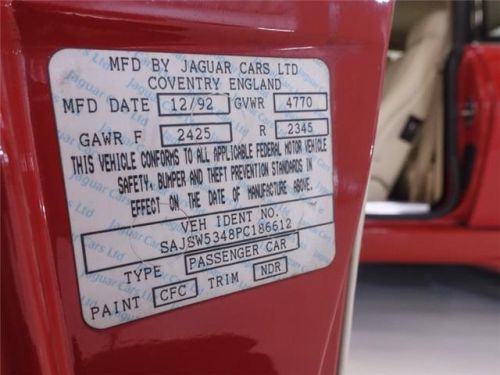 MFD BY JAGUAR CARS LTD
COVENTRY ENGLAND
MFD DATE 12/92 GVWR 4770
GAWR F 2425 R 2345
THIS VEHICLE CONFORMS TO ALL APPLICABLE FEDERAL MOTOR VEHICLE
SAFETY, BUMPER AND THEFT PREVENTION STANDARDS IN
EFFECT ON THE DATE OF MANUFACTURE ABOVE.
VEH IDENT NO.
SAJSW5348PC186612
TYPE PASSENGER CAR
PAINT CFC TRIM NDR